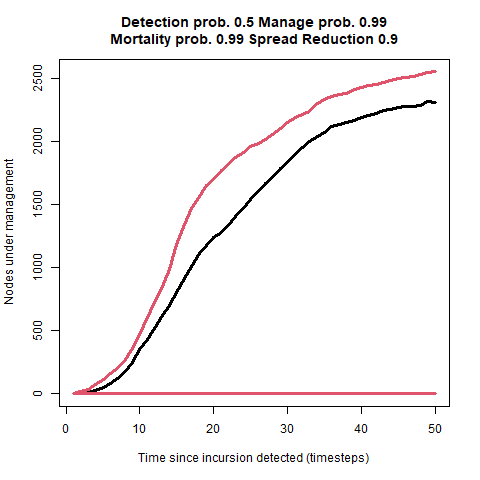 Detection prob. 0.5 Manage prob. 0.99
Mortality prob. 0.99 Spread Reduction 0.9
Nodes under management
2500
2000
1500
1000
500
0
0 10 20 30 40 50
Time since incursion detected (timesteps)